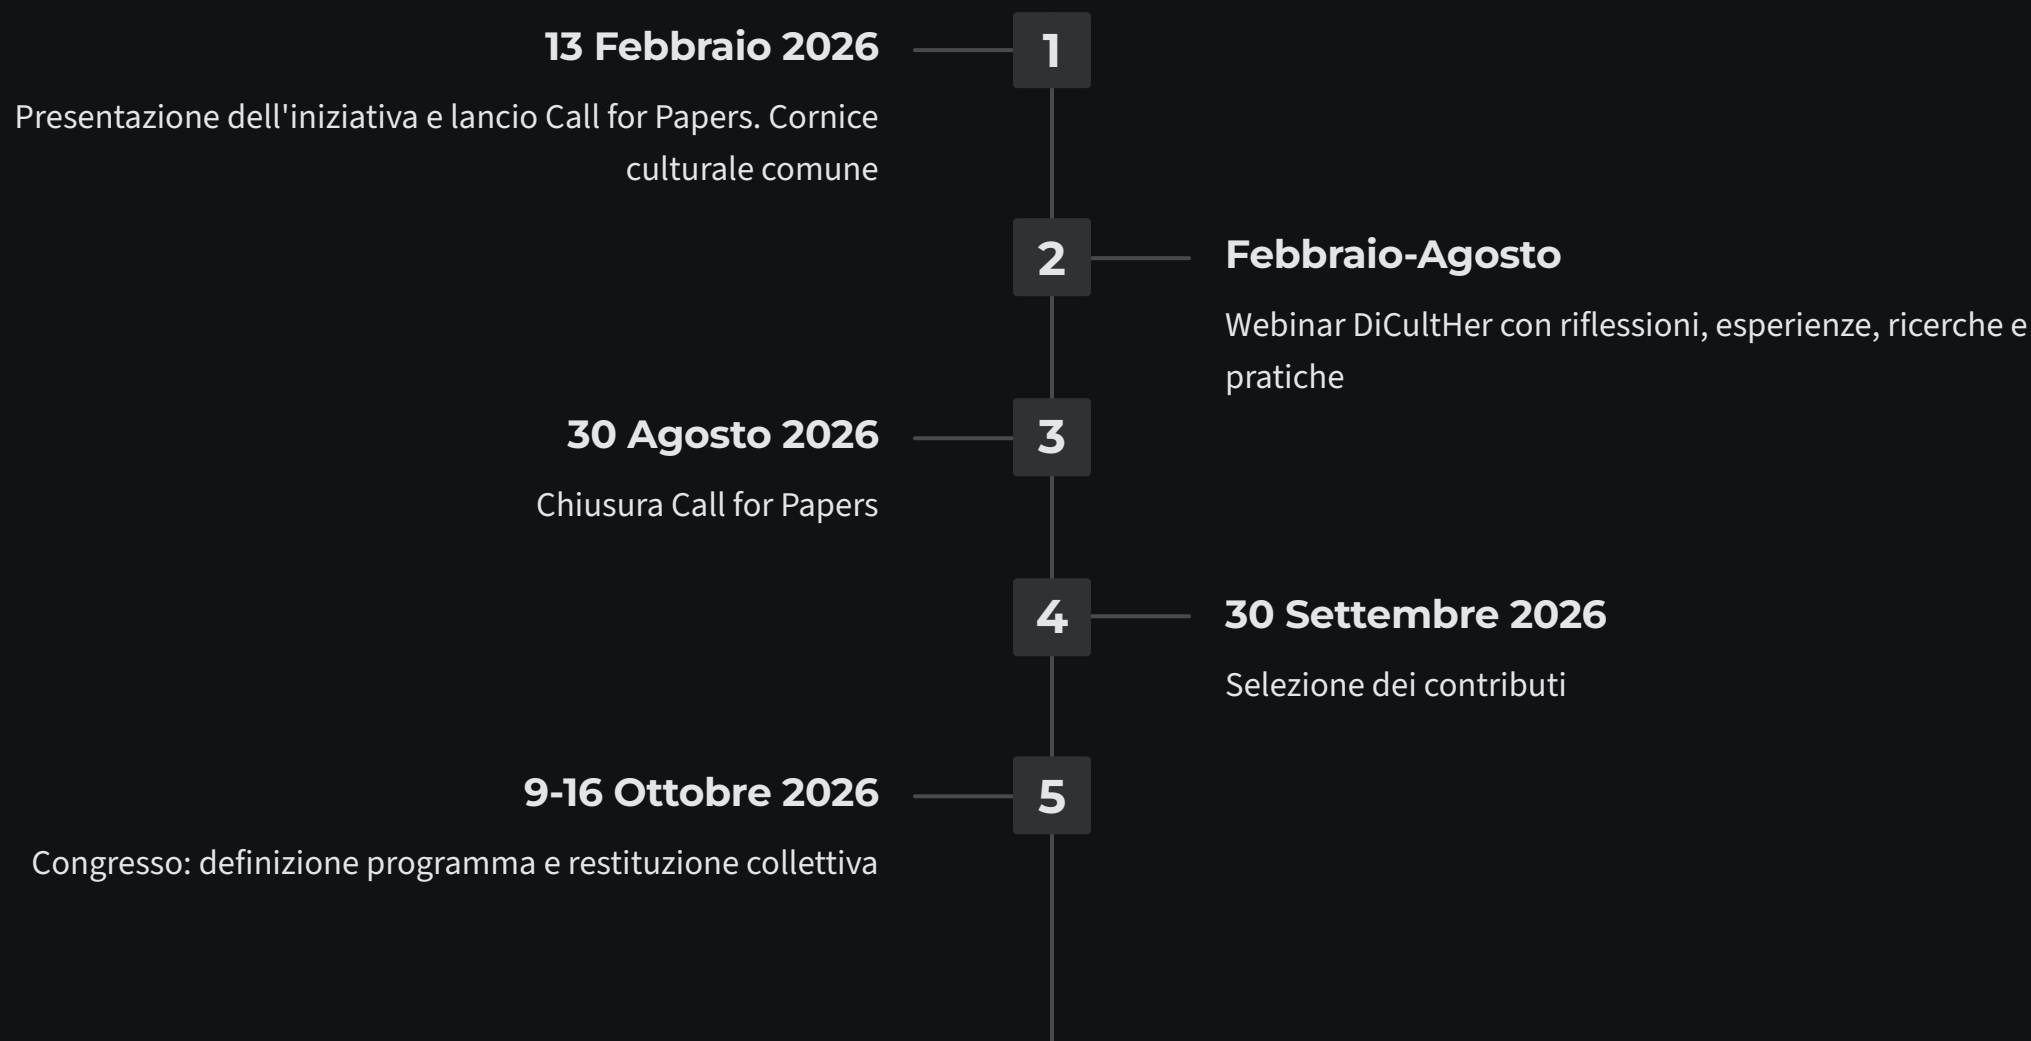 1
13 Febbraio 2026
Presentazione dell'iniziativa e lancio Call for Papers. Cornice
culturale comune
2
Febbraio-Agosto
Webinar DiCultHer con riflessioni, esperienze, ricerche e
pratiche
3
30 Agosto 2026
Chiusura Call for Papers
4
30 Settembre 2026
Selezione dei contributi
5
9-16 Ottobre 2026
Congresso: definizione programma e restituzione collettiva